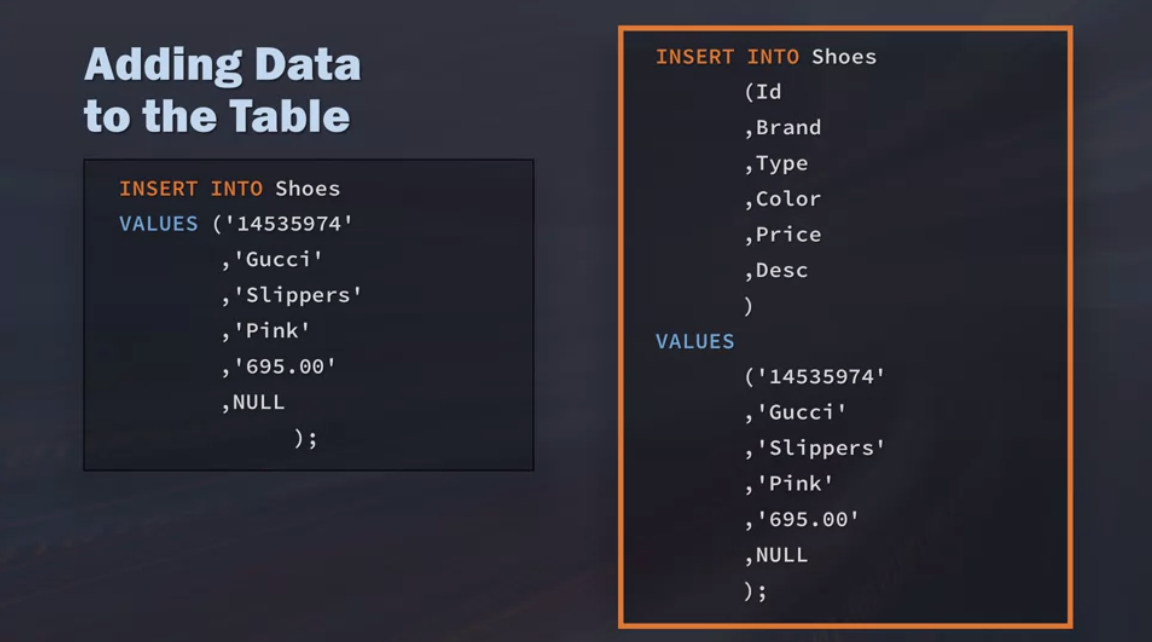 Adding Data
to the Table
INSERT INTO Shoes
VALUES ('14535974'
,'Gucci'
,'Slippers'
,'Pink'
,'695.00'
,NULL
);
INSERT INTO Shoes
(Id
,Brand
,Type
,Color
,Price
,Desc
)
VALUES
('14535974'
,'Gucci'
,'Slippers'
,'Pink'
,'695.00'
,NULL
);